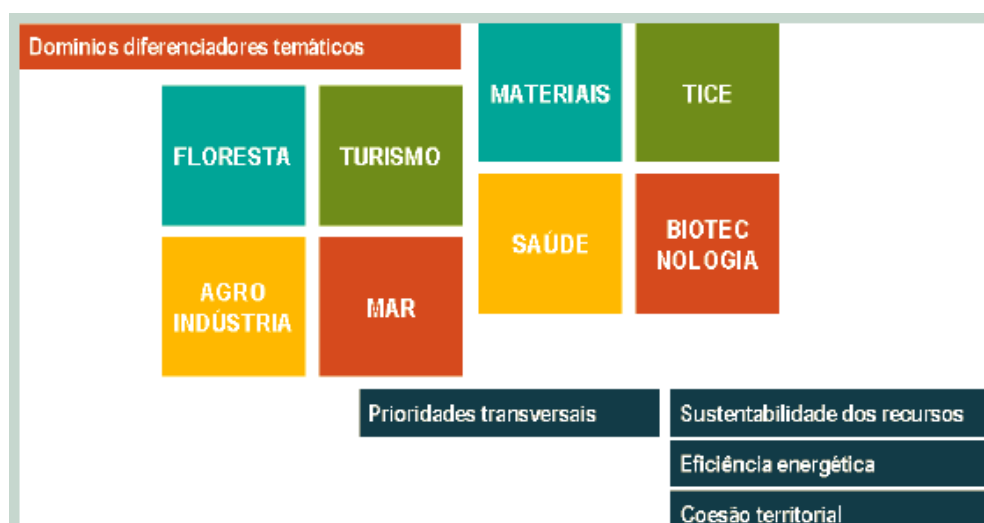 Domínios diferenciadores temáticos
MATERIAIS
TICE
FLORESTA
TURISMO
SAÚDE
BIOTEC
NOLOGIA
AGRO
INDÚSTRIA
MAR
Prioridades transversais
Sustentabilidade dos recursos
Eficiência energética
Coesão territorial